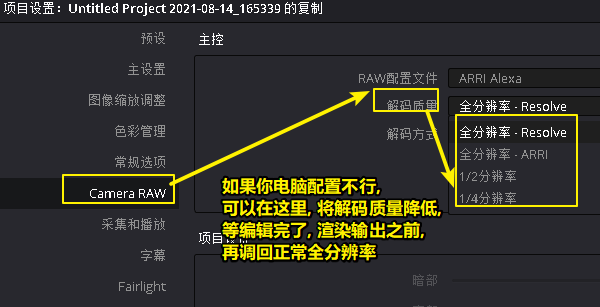 项目设置：Untitled Project 2021-08-14_165339 的复制
预设
主设置
图像缩放调整
色彩管理
常规选项
Camera RAW
采集和播放
字幕
Fairlight
主控
RAW配置文件 ARRI Alexa
解码质量 全分辨率 - Resolve
解码方式 全分辨率 - Resolve
全分辨率 - ARRI
1/2分辨率
1/4分辨率
如果你电脑配置不行,
可以在这里, 将解码质量降低,
等编辑完了, 渲染输出之前,
再调回正常全分辨率
项目
暗部